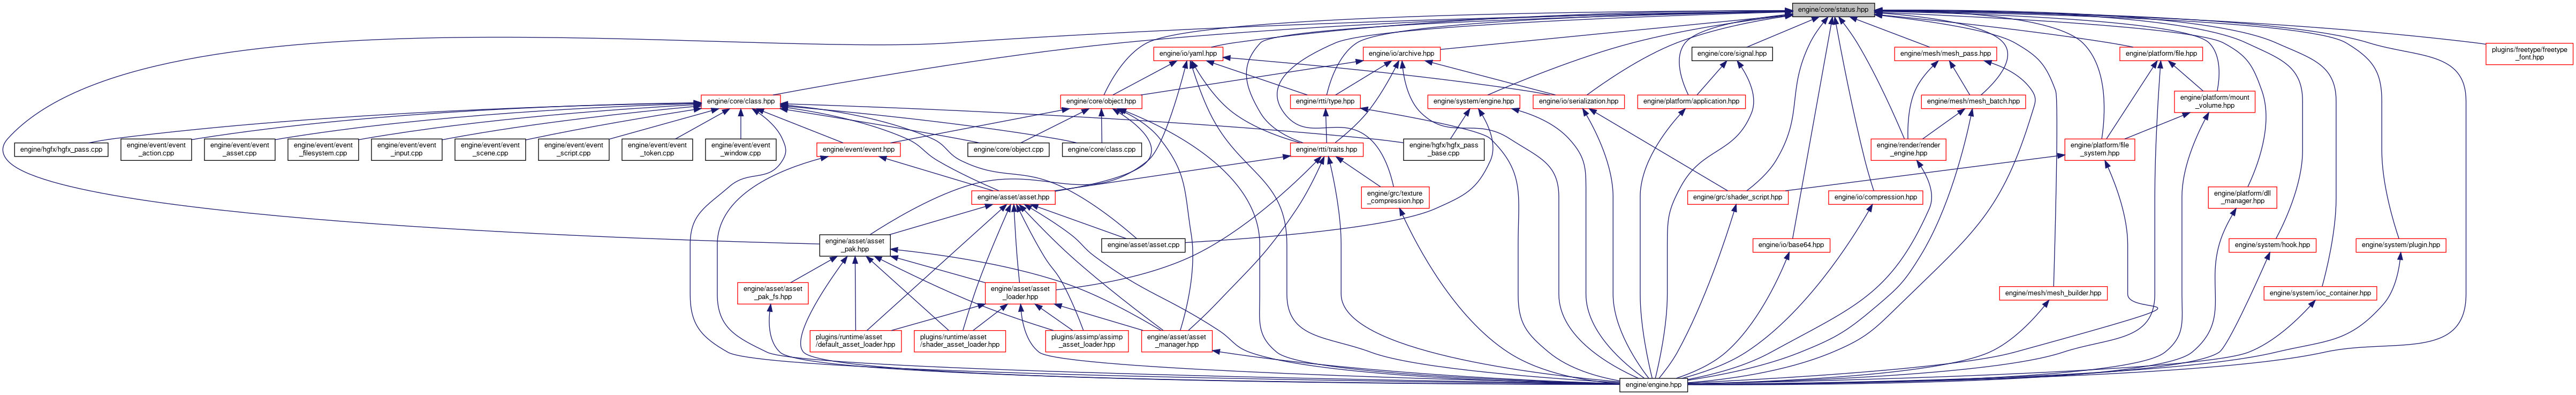 engine/core/status.hpp
engine/io/yaml.hpp
engine/io/archive.hpp
engine/core/signal.hpp
engine/mesh/mesh_pass.hpp
engine/platform/file.hpp
plugins/freetype/freetype
_font.hpp
engine/core/class.hpp
engine/core/object.hpp
engine/rtti/type.hpp
engine/system/engine.hpp
engine/io/serialization.hpp
engine/platform/application.hpp
engine/mesh/mesh_batch.hpp
engine/platform/mount
_volume.hpp
engine/hgfx/hgfx_pass.cpp
engine/event/event
_action.cpp
engine/event/event
_asset.cpp
engine/event/event
_filesystem.cpp
engine/event/event
_input.cpp
engine/event/event
_scene.cpp
engine/event/event
_script.cpp
engine/event/event
_token.cpp
engine/event/event
_window.cpp
engine/event/event.hpp
engine/core/object.cpp
engine/core/class.cpp
engine/rtti/traits.hpp
engine/hgfx/hgfx_pass
_base.cpp
engine/render/render
_engine.hpp
engine/platform/file
_system.hpp
engine/asset/asset.hpp
engine/grc/texture
_compression.hpp
engine/grc/shader_script.hpp
engine/io/compression.hpp
engine/platform/dll
_manager.hpp
engine/asset/asset
_pak.hpp
engine/asset/asset.cpp
engine/io/base64.hpp
engine/system/hook.hpp
engine/system/plugin.hpp
engine/asset/asset
_pak_fs.hpp
engine/asset/asset
_loader.hpp
engine/mesh/mesh_builder.hpp
engine/system/ioc_container.hpp
plugins/runtime/asset
/default_asset_loader.hpp
plugins/runtime/asset
/shader_asset_loader.hpp
plugins/assimp/assimp
_asset_loader.hpp
engine/asset/asset
_manager.hpp
engine/engine.hpp